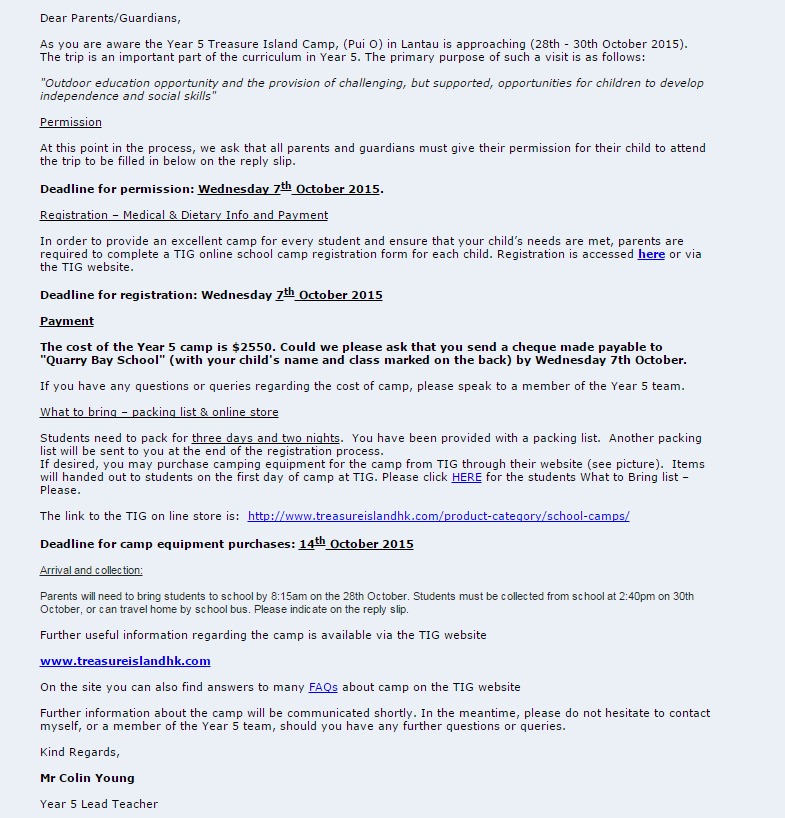 Dear Parents/Guardians,
As you are aware the Year 5 Treasure Island Camp, (Pui O) in Lantau is approaching (28th - 30th October 2015).
The trip is an important part of the curriculum in Year 5. The primary purpose of such a visit is as follows:
"Outdoor education opportunity and the provision of challenging, but supported, opportunities for children to develop
independence and social skills"
Permission
At this point in the process, we ask that all parents and guardians must give their permission for their child to attend
the trip to be filled in below on the reply slip.
Deadline for permission: Wednesday 7th October 2015.
Registration – Medical & Dietary Info and Payment
In order to provide an excellent camp for every student and ensure that your child's needs are met, parents are
required to complete a TIG online school camp registration form for each child. Registration is accessed here or via
the TIG website.
Deadline for registration: Wednesday 7th October 2015
Payment
The cost of the Year 5 camp is $2550. Could we please ask that you send a cheque made payable to
"Quarry Bay School" (with your child's name and class marked on the back) by Wednesday 7th October.
If you have any questions or queries regarding the cost of camp, please speak to a member of the Year 5 team.
What to bring – packing list & online store
Students need to pack for three days and two nights. You have been provided with a packing list. Another packing
list will be sent to you at the end of the registration process.
If desired, you may purchase camping equipment for the camp from TIG through their website (see picture). Items
will handed out to students on the first day of camp at TIG. Please click HERE for the students What to Bring list –
Please.
The link to the TIG on line store is: http://www.treasureislandhk.com/product-category/school-camps/
Deadline for camp equipment purchases: 14th October 2015
Arrival and collection:
Parents will need to bring students to school by 8:15am on the 28th October. Students must be collected from school at 2:40pm on 30th
October, or can travel home by school bus. Please indicate on the reply slip.
Further useful information regarding the camp is available via the TIG website
www.treasureislandhk.com
On the site you can also find answers to many FAQs about camp on the TIG website
Further information about the camp will be communicated shortly. In the meantime, please do not hesitate to contact
myself, or a member of the Year 5 team, should you have any further questions or queries.
Kind Regards,
Mr Colin Young
Year 5 Lead Teacher